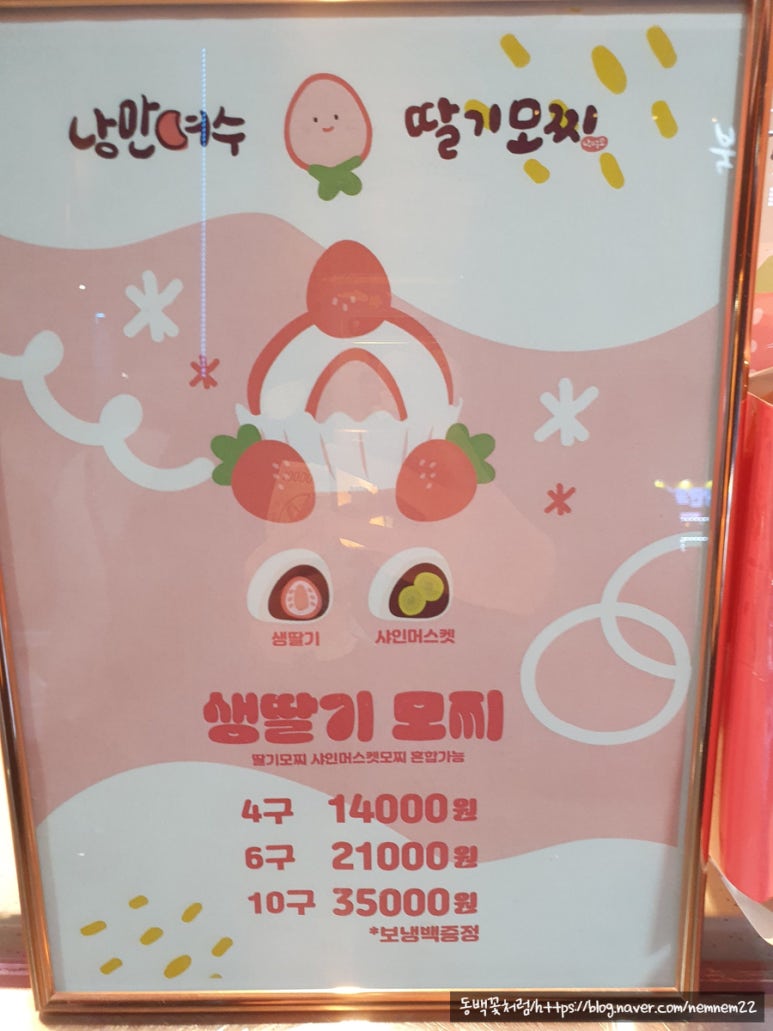 낭만여수 딸기모찌
생딸기 샤인머스켓
생딸기 모찌
딸기모찌 샤인머스켓모찌 혼합가능
4구 14000원
6구 21000원
10구 35000원
*보냉백증정
동백꽃처럼/https://blog.naver.com/nemnem22